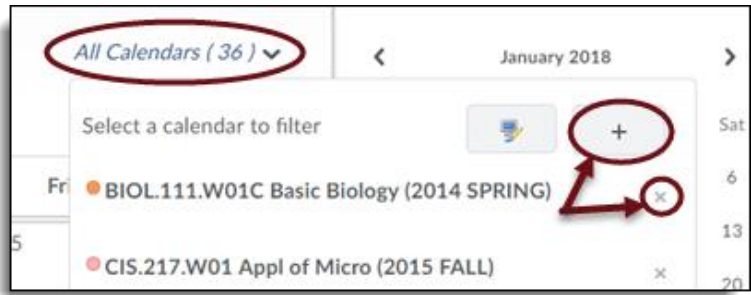 All Calendars ( 36 )
January 2018
Select a calendar to filter
+
Sat
Fri
BIOL.111.W01C Basic Biology (2014 SPRING)
×
6
5
13
CIS.217.W01 Appl of Micro (2015 FALL)
×
20